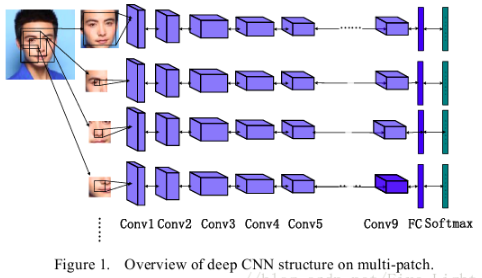 Conv1 Conv2 Conv3 Conv4 Conv5 Conv9 FC Softmax
Figure 1. Overview of deep CNN structure on multi-patch.